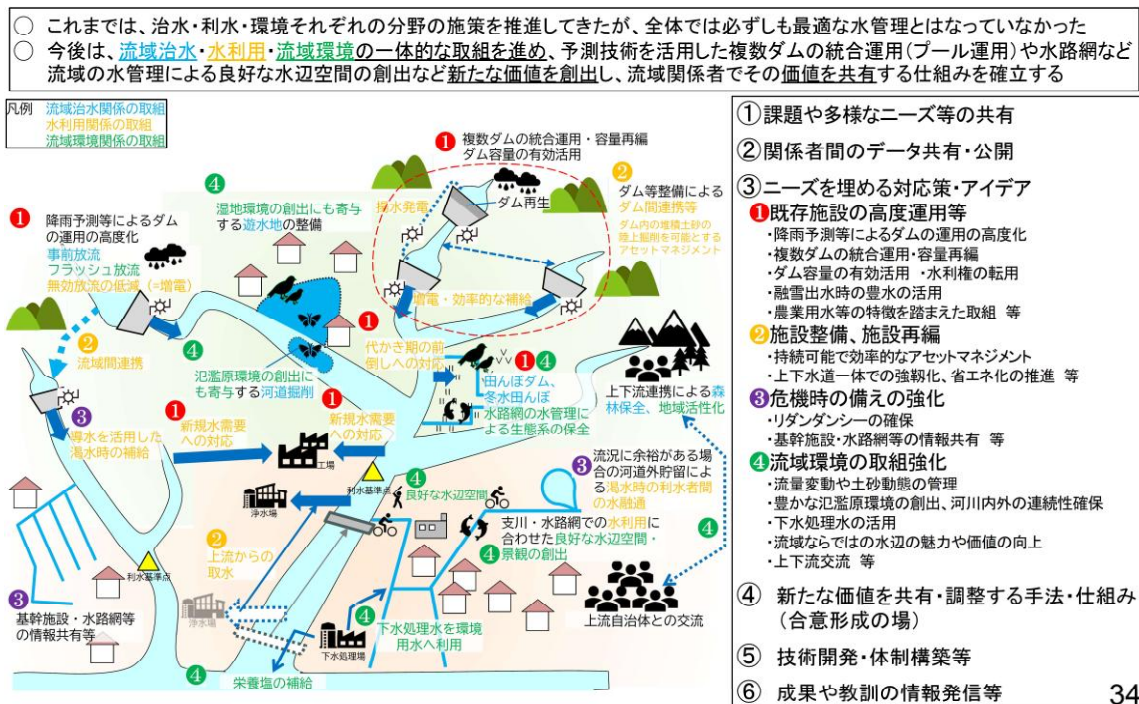 ○ これまでは、治水・利水・環境それぞれの分野の施策を推進してきたが、全体では必ずしも最適な水管理とはなっていなかった
○ 今後は、流域治水・水利用・流域環境の一体的な取組を進め、予測技術を活用した複数ダムの統合運用(プール運用)や水路網など
流域の水管理による良好な水辺空間の創出など新たな価値を創出し、流域関係者でその価値を共有する仕組みを確立する
凡例 流域治水関係の取組
水利用関係の取組
流域環境関係の取組
❶ 降雨予測等によるダム
の運用の高度化
事前放流
フラッシュ放流
無効放流の低減（=増電）
❹
湿地環境の創出にも寄与
する遊水地の整備
❶ 複数ダムの統合運用・容量再編
ダム容量の有効活用
揚水発電
ダム再生
❷
ダム等整備による
ダム間連携等
ダム内の堆積土砂の
陸上掘削を可能とする
アセットマネジメント
増電・効率的な補給
❷
流域間連携
❹
氾濫原環境の創出に
も寄与する河道掘削
❶
代かき期の前
倒しへの対応
❶❹
田んぼダム、
冬水田んぼ
水路網の水管理に
よる生態系の保全
上下流連携による森
林保全、地域活性化
❸
導水を活用した
渇水時の補給
❶
新規水需要
への対応
❶
新規水需要
への対応
工場
利水基準点
浄水場
❹良好な水辺空間
❸ 流況に余裕がある場
合の河道外貯留によ
る渇水時の利水者間
の水融通
❷
上流からの
取水
支川・水路網での水利用に
合わせた良好な水辺空間・
❹景観の創出
❹
利水基準点
❸
基幹施設・水路網等
の情報共有等
浄水場
❹
下水処理水を環境
用水へ利用
下水処理場
上流自治体との交流
❹
栄養塩の補給
①課題や多様なニーズ等の共有
②関係者間のデータ共有・公開
③ニーズを埋める対応策・アイデア
❶既存施設の高度運用等
・降雨予測等によるダムの運用の高度化
・複数ダムの統合運用・容量再編
・ダム容量の有効活用 ・水利権の転用
・融雪出水時の豊水の活用
・農業用水等の特徴を踏まえた取組 等
❷施設整備、施設再編
・持続可能で効率的なアセットマネジメント
・上下水道一体での強靱化、省エネ化の推進 等
❸危機時の備えの強化
・リダンダンシーの確保
・基幹施設・水路網等の情報共有 等
❹流域環境の取組強化
・流量変動や土砂動態の管理
・豊かな氾濫原環境の創出、河川内外の連続性確保
・下水処理水の活用
・流域ならではの水辺の魅力や価値の向上
・上下流交流 等
④ 新たな価値を共有・調整する手法・仕組み
（合意形成の場）
⑤ 技術開発・体制構築等
⑥ 成果や教訓の情報発信等
34